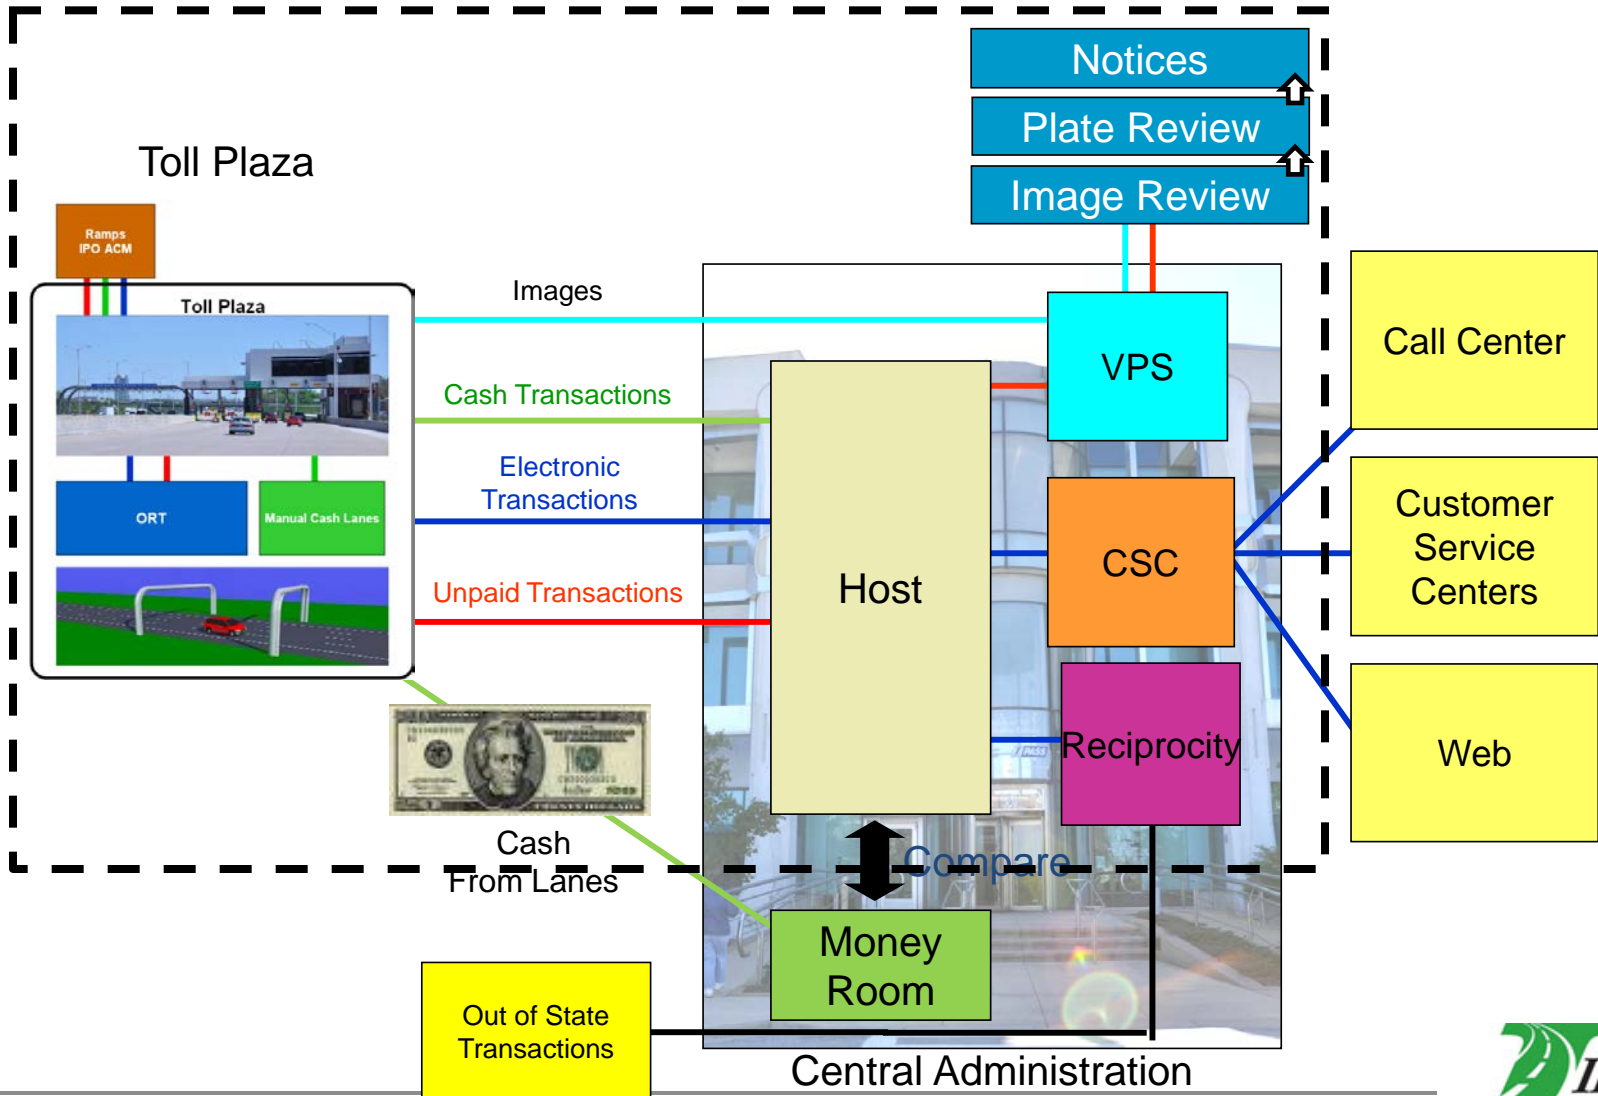 Notices
Plate Review
Image Review
Toll Plaza
Ramps
IPO ACM
Toll Plaza
ORT
Manual Cash Lanes
Images
Cash Transactions
Electronic
Transactions
Unpaid Transactions
Host
VPS
CSC
Reciprocity
PASS
Call Center
Customer
Service
Centers
Web
Cash
From Lanes
Compare
Money
Room
Out of State
Transactions
Central Administration